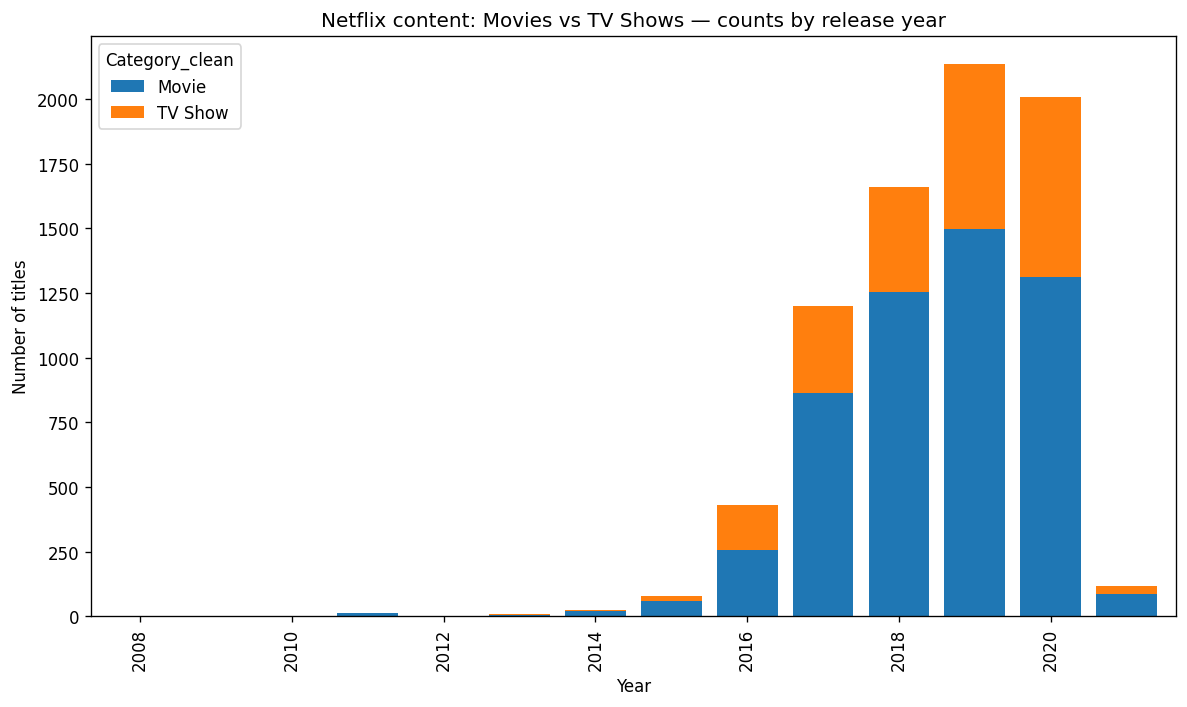 Netflix content: Movies vs TV Shows — counts by release year
Category_clean
Movie
TV Show
Number of titles
2000
1750
1500
1250
1000
750
500
250
0
2008
2010
2012
2014
2016
2018
2020
Year